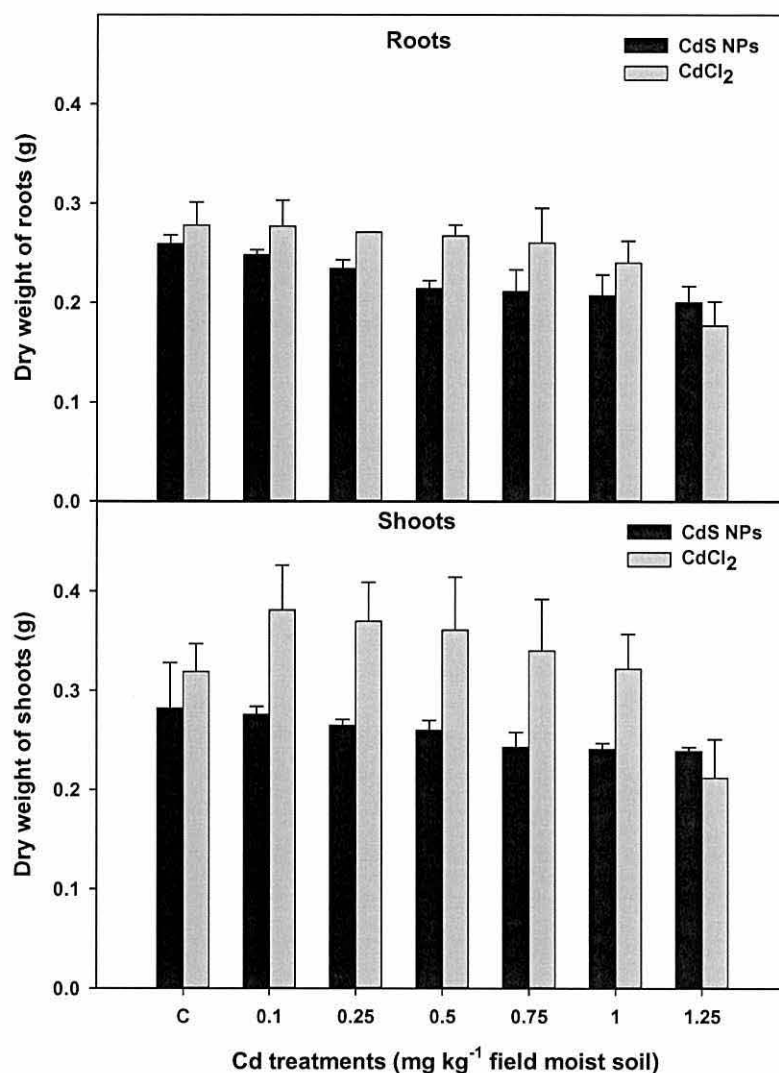 Roots
CdS NPs
CdCl2
Dry weight of roots (g)
0.4
0.3
0.2
0.1
0.0
Shoots
CdS NPs
CdCl2
Dry weight of shoots (g)
0.4
0.3
0.2
0.1
0.0
C 0.1 0.25 0.5 0.75 1 1.25
Cd treatments (mg kg⁻¹ field moist soil)